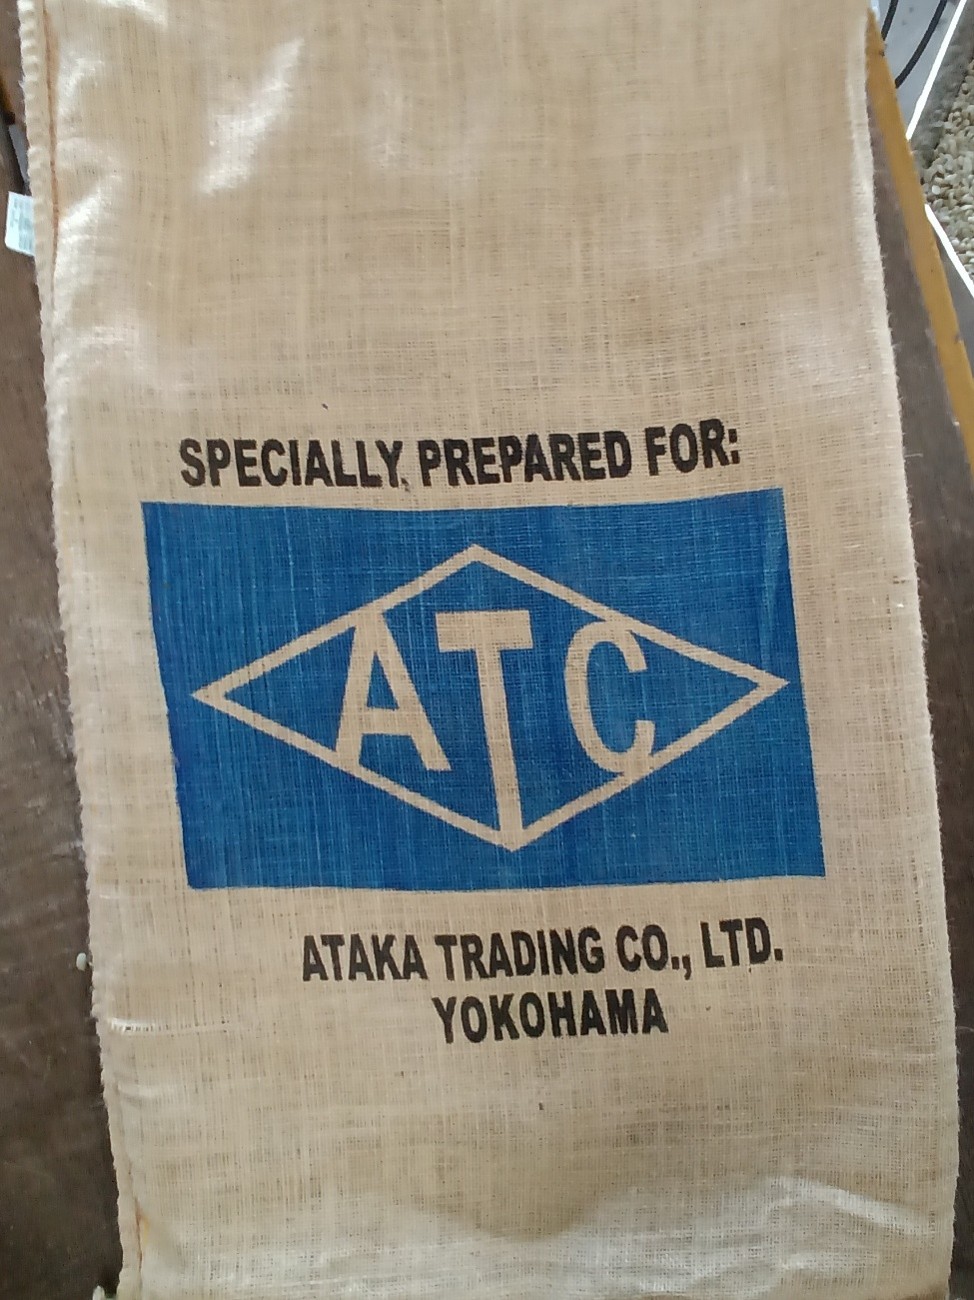 SPECIALLY PREPARED FOR:
ATC
ATAKA TRADING CO., LTD.
YOKOHAMA